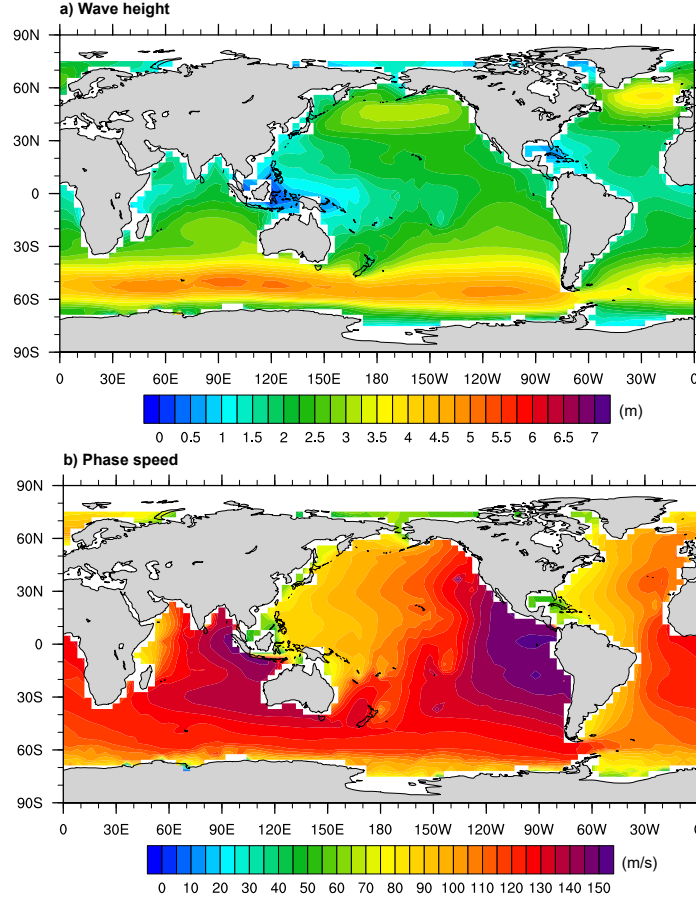 a) Wave height
90N
60N
30N
0
30S
60S
90S
0 30E 60E 90E 120E 150E 180 150W 120W 90W 60W 30W 0
(m)
0 0.5 1 1.5 2 2.5 3 3.5 4 4.5 5 5.5 6 6.5 7
b) Phase speed
90N
60N
30N
0
30S
60S
90S
0 30E 60E 90E 120E 150E 180 150W 120W 90W 60W 30W 0
(m/s)
0 10 20 30 40 50 60 70 80 90 100 110 120 130 140 150